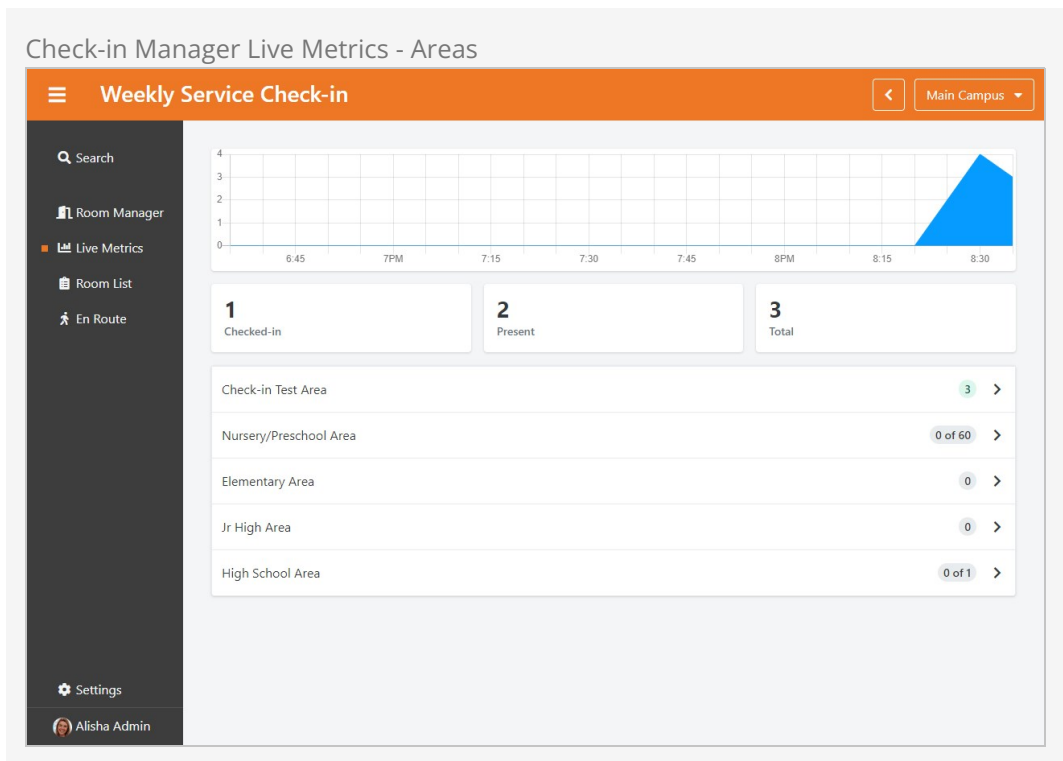 Check-in Manager Live Metrics - Areas
Weekly Service Check-in
Main Campus
Search
Room Manager
Live Metrics
Room List
En Route
4
3
2
1
0
6:45 7PM 7:15 7:30 7:45 8PM 8:15 8:30
1
Checked-in
2
Present
3
Total
Check-in Test Area 3
Nursery/Preschool Area 0 of 60
Elementary Area 0
Jr High Area 0
High School Area 0 of 1
Settings
Alisha Admin